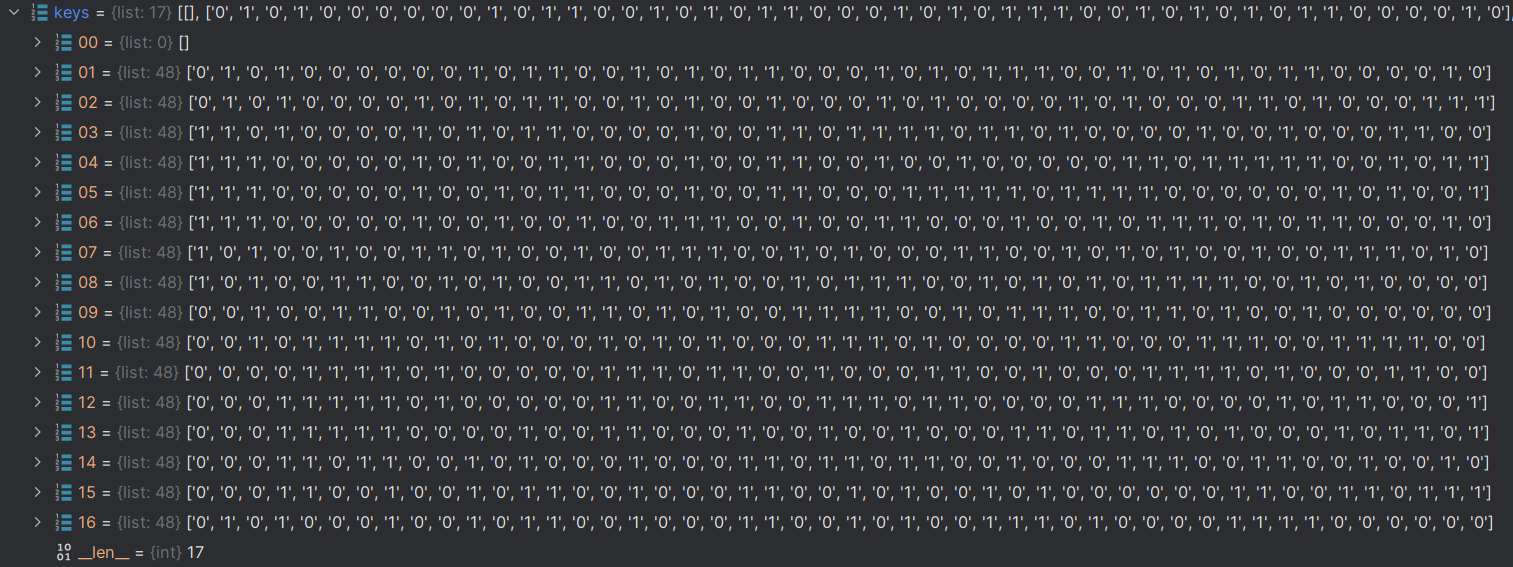 keys = {list: 17} [[], ['0', '1', '0', '1', '0', '0', '0', '0', '0', '0', '1', '0', '1', '1', '0', '0', '1', '0', '1', '0', '1', '1', '0', '0', '0', '1', '0', '1', '0', '1', '1', '1', '0', '0', '1', '0', '1', '0', '1', '0', '1', '1', '0', '0', '0', '0', '1', '0'],
00 = {list: 0} []
01 = {list: 48} ['0', '1', '0', '1', '0', '0', '0', '0', '0', '0', '1', '0', '1', '1', '0', '0', '1', '0', '1', '0', '1', '1', '0', '0', '0', '1', '0', '1', '0', '1', '1', '1', '0', '0', '1', '0', '1', '0', '1', '0', '1', '1', '0', '0', '0', '0', '1', '0']
02 = {list: 48} ['0', '1', '0', '1', '0', '0', '0', '0', '1', '0', '1', '0', '1', '1', '0', '0', '0', '1', '0', '1', '0', '0', '1', '0', '0', '0', '1', '0', '1', '0', '0', '0', '0', '1', '0', '1', '0', '0', '0', '1', '1', '0', '1', '0', '0', '0', '1', '1', '1']
03 = {list: 48} ['1', '1', '0', '1', '0', '0', '0', '0', '1', '0', '1', '0', '1', '1', '0', '0', '0', '0', '1', '0', '0', '1', '1', '0', '1', '1', '1', '1', '0', '1', '1', '0', '1', '0', '0', '0', '0', '1', '0', '0', '1', '0', '0', '0', '1', '1', '0', '0']
04 = {list: 48} ['1', '1', '1', '0', '0', '0', '0', '0', '1', '0', '1', '0', '0', '1', '1', '0', '0', '0', '1', '0', '0', '1', '1', '0', '0', '1', '0', '0', '1', '0', '0', '0', '0', '0', '1', '1', '0', '1', '1', '1', '1', '1', '0', '0', '1', '0', '1', '1']
05 = {list: 48} ['1', '1', '1', '0', '0', '0', '0', '0', '1', '0', '0', '1', '0', '1', '1', '0', '0', '0', '1', '0', '0', '1', '1', '0', '0', '0', '1', '1', '1', '1', '1', '0', '1', '1', '1', '1', '0', '0', '0', '0', '0', '0', '1', '0', '1', '0', '0', '1']
06 = {list: 48} ['1', '1', '1', '0', '0', '0', '0', '0', '1', '0', '0', '1', '0', '0', '1', '0', '0', '1', '1', '1', '0', '0', '1', '0', '0', '1', '1', '0', '0', '0', '1', '0', '0', '1', '0', '1', '1', '1', '0', '1', '0', '1', '1', '0', '0', '0', '1', '0']
07 = {list: 48} ['1', '0', '1', '0', '0', '1', '0', '0', '1', '1', '0', '1', '0', '0', '1', '0', '0', '1', '1', '1', '0', '0', '1', '0', '1', '0', '0', '0', '1', '1', '0', '0', '1', '0', '1', '0', '1', '0', '0', '0', '1', '0', '0', '1', '1', '1', '0', '1', '0']
08 = {list: 48} ['1', '0', '1', '0', '0', '1', '1', '0', '1', '0', '1', '0', '0', '1', '1', '0', '1', '0', '1', '1', '0', '1', '0', '1', '1', '1', '0', '0', '1', '0', '1', '0', '1', '0', '1', '1', '1', '0', '0', '1', '0', '1', '0', '1', '0', '0', '0', '0']
09 = {list: 48} ['0', '0', '1', '0', '0', '1', '1', '0', '0', '1', '0', '1', '0', '0', '1', '1', '0', '1', '0', '1', '0', '0', '1', '1', '1', '1', '0', '1', '0', '0', '1', '1', '1', '0', '0', '1', '1', '0', '1', '0', '1', '0', '1', '0', '0', '0', '0', '0']
10 = {list: 48} ['0', '0', '1', '0', '1', '1', '1', '1', '0', '1', '0', '1', '0', '0', '0', '1', '0', '1', '0', '1', '0', '0', '0', '1', '1', '0', '1', '0', '0', '0', '0', '1', '1', '0', '0', '0', '1', '1', '1', '0', '0', '1', '1', '1', '1', '0', '0']
11 = {list: 48} ['0', '0', '0', '0', '1', '1', '1', '1', '0', '1', '0', '0', '0', '0', '0', '1', '1', '1', '0', '1', '1', '0', '0', '1', '0', '0', '0', '1', '1', '0', '0', '1', '0', '0', '1', '1', '1', '1', '0', '1', '0', '0', '0', '1', '1', '0', '0']
12 = {list: 48} ['0', '0', '0', '1', '1', '1', '1', '1', '0', '1', '0', '0', '0', '0', '0', '1', '1', '0', '0', '1', '1', '0', '0', '1', '1', '1', '0', '1', '1', '0', '0', '0', '0', '1', '1', '1', '0', '0', '0', '0', '1', '0', '1', '1', '0', '0', '0', '1']
13 = {list: 48} ['0', '0', '0', '1', '1', '1', '1', '1', '0', '0', '0', '0', '1', '0', '0', '1', '1', '0', '0', '1', '0', '0', '1', '0', '0', '1', '0', '0', '0', '1', '1', '0', '1', '1', '0', '1', '0', '1', '0', '0', '0', '1', '0', '1', '1', '0', '1']
14 = {list: 48} ['0', '0', '0', '1', '1', '0', '1', '1', '0', '0', '1', '0', '1', '0', '0', '0', '1', '0', '0', '0', '1', '1', '0', '1', '1', '0', '1', '1', '0', '0', '1', '0', '0', '1', '1', '1', '0', '1', '1', '0', '0', '1', '0', '1', '0', '0', '1', '0']
15 = {list: 48} ['0', '0', '0', '1', '1', '0', '0', '1', '0', '0', '1', '0', '1', '0', '0', '1', '0', '1', '0', '0', '1', '1', '0', '0', '1', '0', '1', '0', '0', '1', '0', '1', '0', '0', '0', '0', '0', '0', '1', '1', '0', '0', '1', '1', '0', '1', '1', '1']
16 = {list: 48} ['0', '1', '0', '1', '0', '0', '0', '1', '0', '0', '1', '0', '1', '1', '0', '0', '1', '0', '0', '0', '1', '1', '0', '0', '1', '0', '0', '1', '0', '0', '1', '1', '1', '0', '1', '0', '0', '1', '0', '1', '1', '1', '0', '0', '0', '0', '0', '0']
__len__ = {int} 17